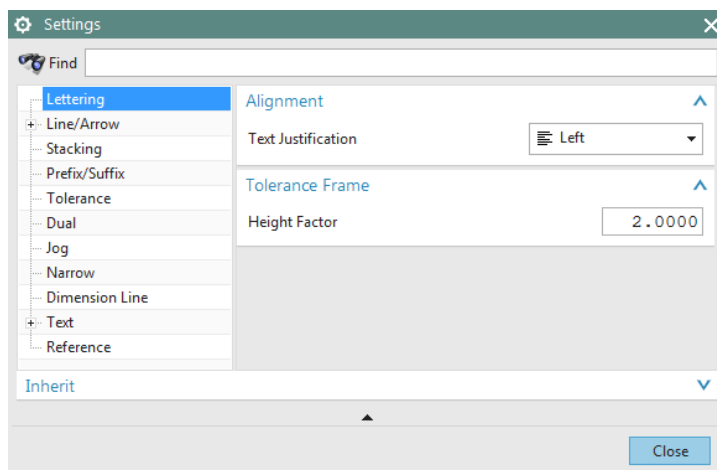 Settings
Find
Lettering
Line/Arrow
Stacking
Prefix/Suffix
Tolerance
Dual
Jog
Narrow
Dimension Line
Text
Reference
Alignment
Text Justification Left
Tolerance Frame
Height Factor 2.0000
Inherit
Close